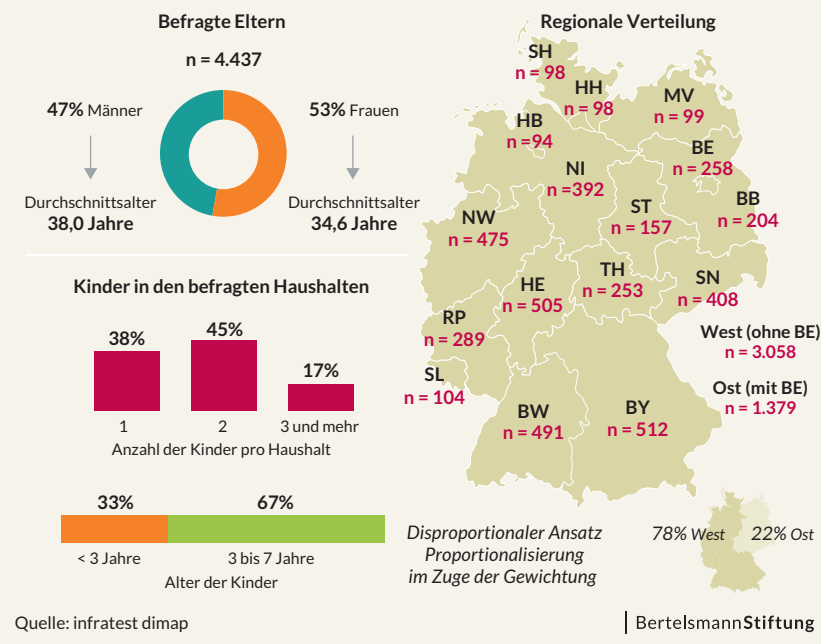 Befragte Eltern
n = 4.437
47% Männer
53% Frauen
Durchschnittsalter
38,0 Jahre
Durchschnittsalter
34,6 Jahre
Kinder in den befragten Haushalten
38%
45%
17%
1
2
3 und mehr
Anzahl der Kinder pro Haushalt
33%
67%
< 3 Jahre
3 bis 7 Jahre
Alter der Kinder
Regionale Verteilung
SH
n = 98
HH
n = 98
MV
n = 99
HB
n =94
BE
n = 258
NI
n =392
BB
n = 204
ST
n = 157
NW
n = 475
TH
n = 253
SN
n = 408
HE
n = 505
RP
n = 289
West (ohne BE)
n = 3.058
SL
n = 104
Ost (mit BE)
n = 1.379
BW
n = 491
BY
n = 512
Disproportionaler Ansatz
Proportionalisierung
im Zuge der Gewichtung
78% West
22% Ost
Quelle: infratest dimap
BertelsmannStiftung